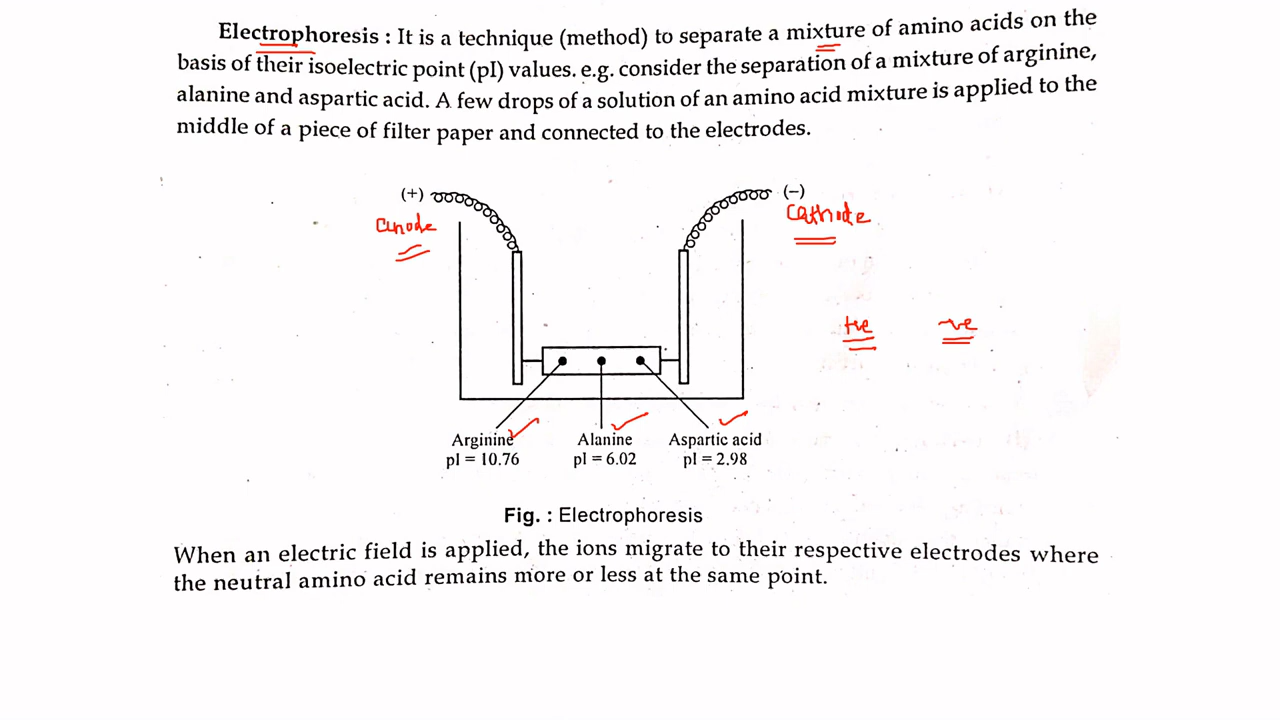 Electrophoresis : It is a technique (method) to separate a mixture of amino acids on the
basis of their isoelectric point (pI) values. e.g. consider the separation of a mixture of arginine,
alanine and aspartic acid. A few drops of a solution of an amino acid mixture is applied to the
middle of a piece of filter paper and connected to the electrodes.
(+) (–)
anode cathode
+ve -ve
Arginine Alanine Aspartic acid
pI = 10.76 pI = 6.02 pI = 2.98
Fig. : Electrophoresis
When an electric field is applied, the ions migrate to their respective electrodes where
the neutral amino acid remains more or less at the same point.